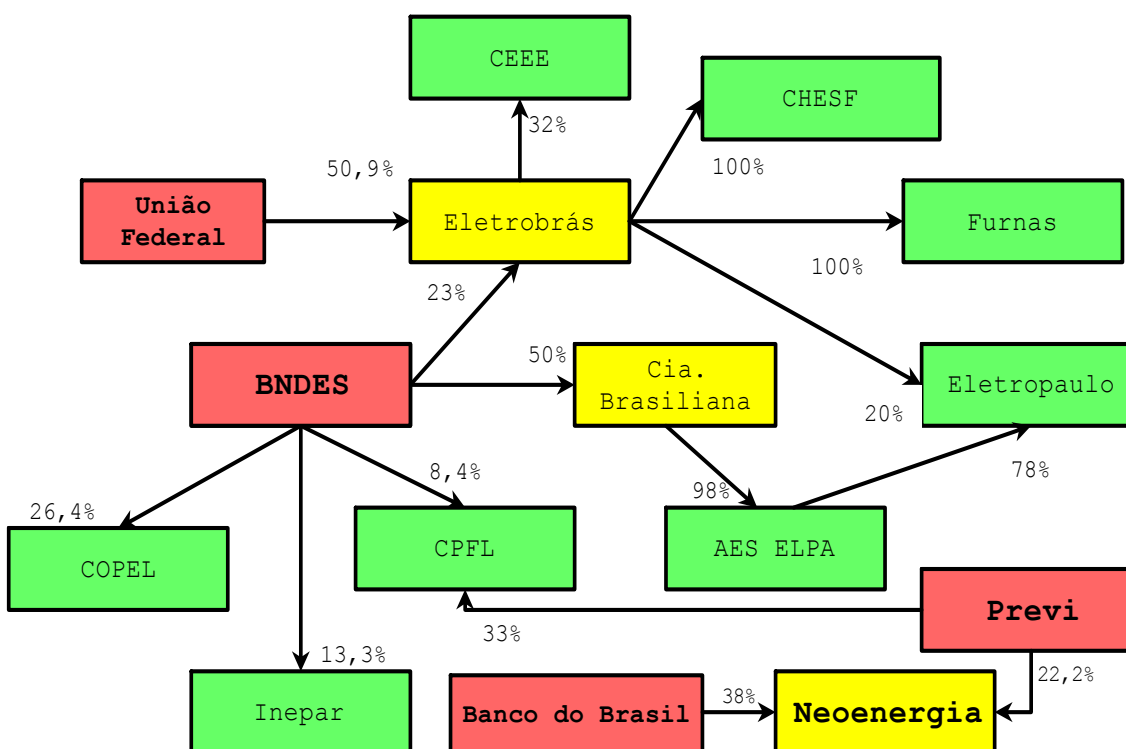 CEEE
CHESF
32%
50,9%
100%
União
Federal
Eletrobrás
Furnas
100%
23%
50%
BNDES
Cia.
Brasiliana
Eletropaulo
20%
8,4%
78%
98%
26,4%
COPEL
CPFL
AES ELPA
Previ
33%
13,3%
22,2%
38%
Inepar
Banco do Brasil
Neoenergia